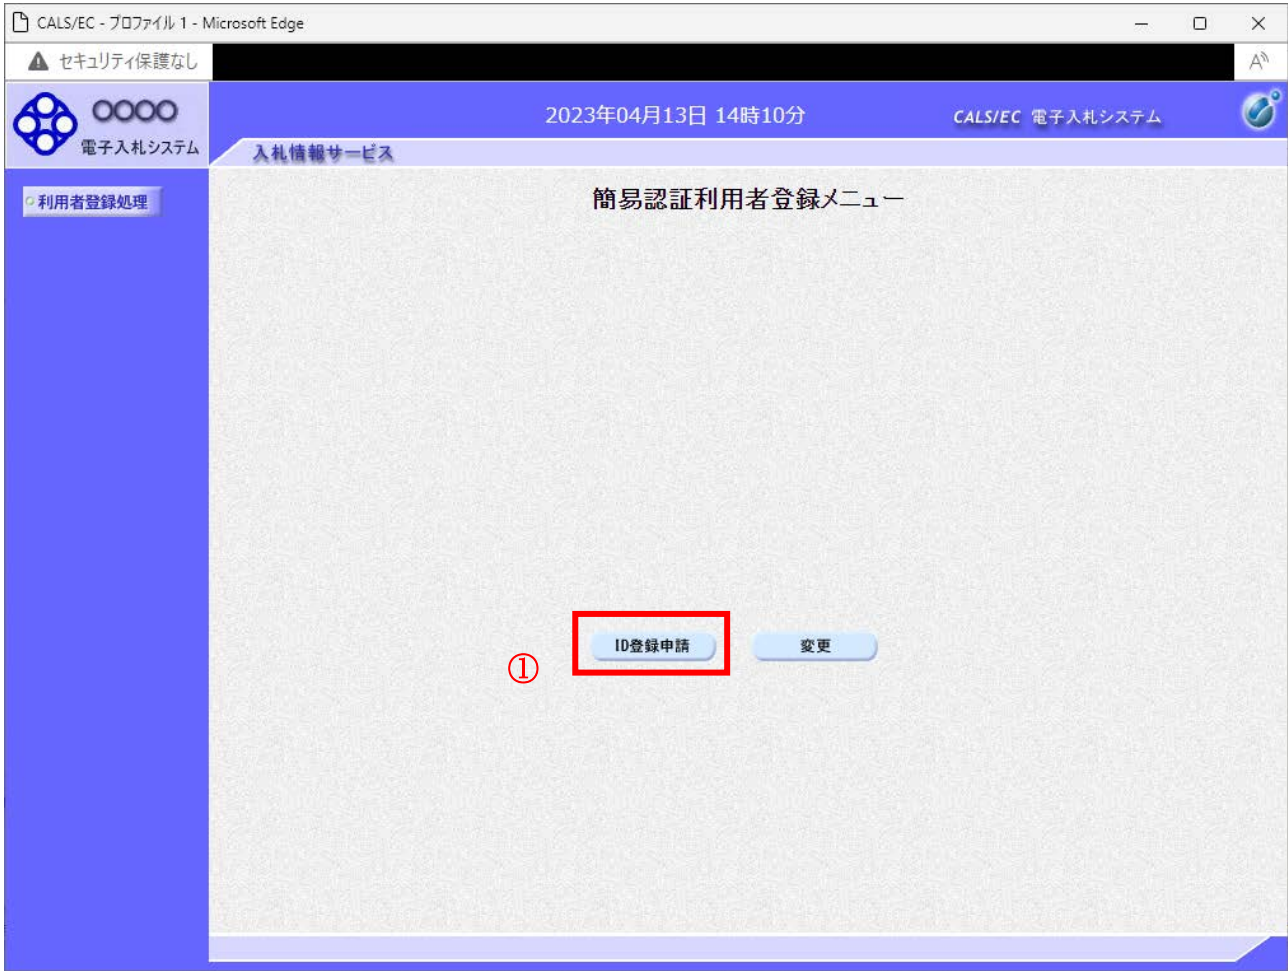 CALS/EC - プロファイル 1 - Microsoft Edge
セキュリティ保護なし
○○○○
電子入札システム
2023年04月13日 14時10分
CALS/EC 電子入札システム
入札情報サービス
利用者登録処理
簡易認証利用者登録メニュー
①
ID登録申請
変更